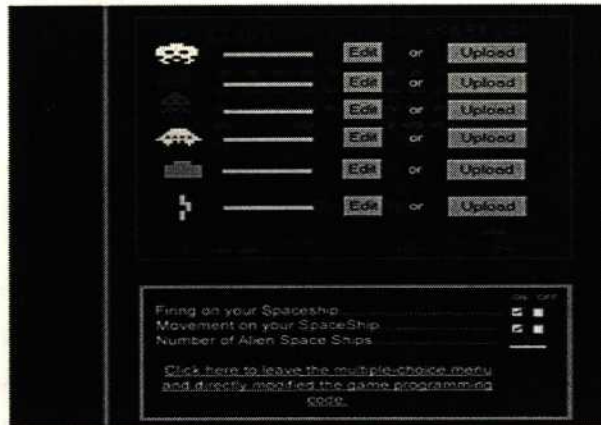 Edit or Upload
Edit or Upload
Edit or Upload
Edit or Upload
Edit or Upload
Edit or Upload
ON OFF
Firing on your Spaceship
Movement on your SpaceShip
Number of Alien Space Ships
Click here to leave the multiple-choice menu
and directly modified the game programming
code.